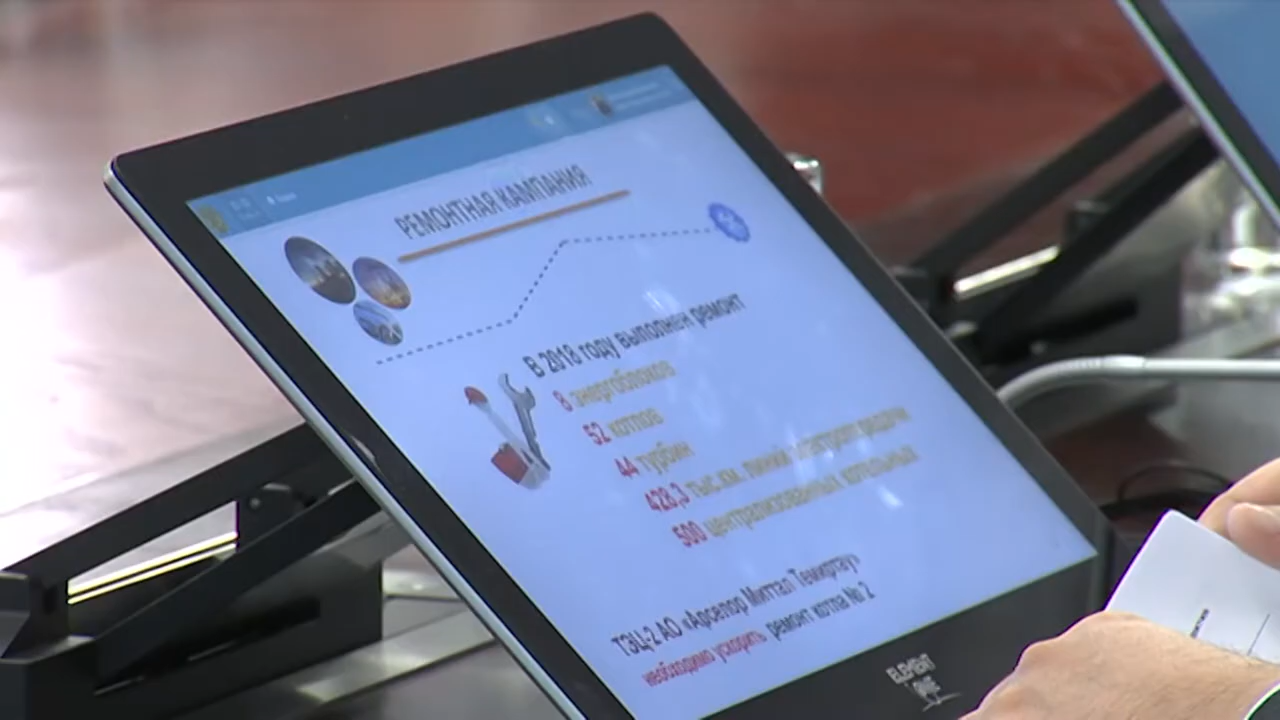 РЕМОНТНАЯ КАМПАНИЯ
В 2018 году выполнен ремонт
8 энергоблоков
52 котлов
44 турбин
428,3 тыс.км. линий электропередачи
500 централизованных котельных
ТЭЦ-2 АО «Арселор Миттал Темиртау»
необходимо ускорить ремонт котла № 2
ELEMENT
ONE